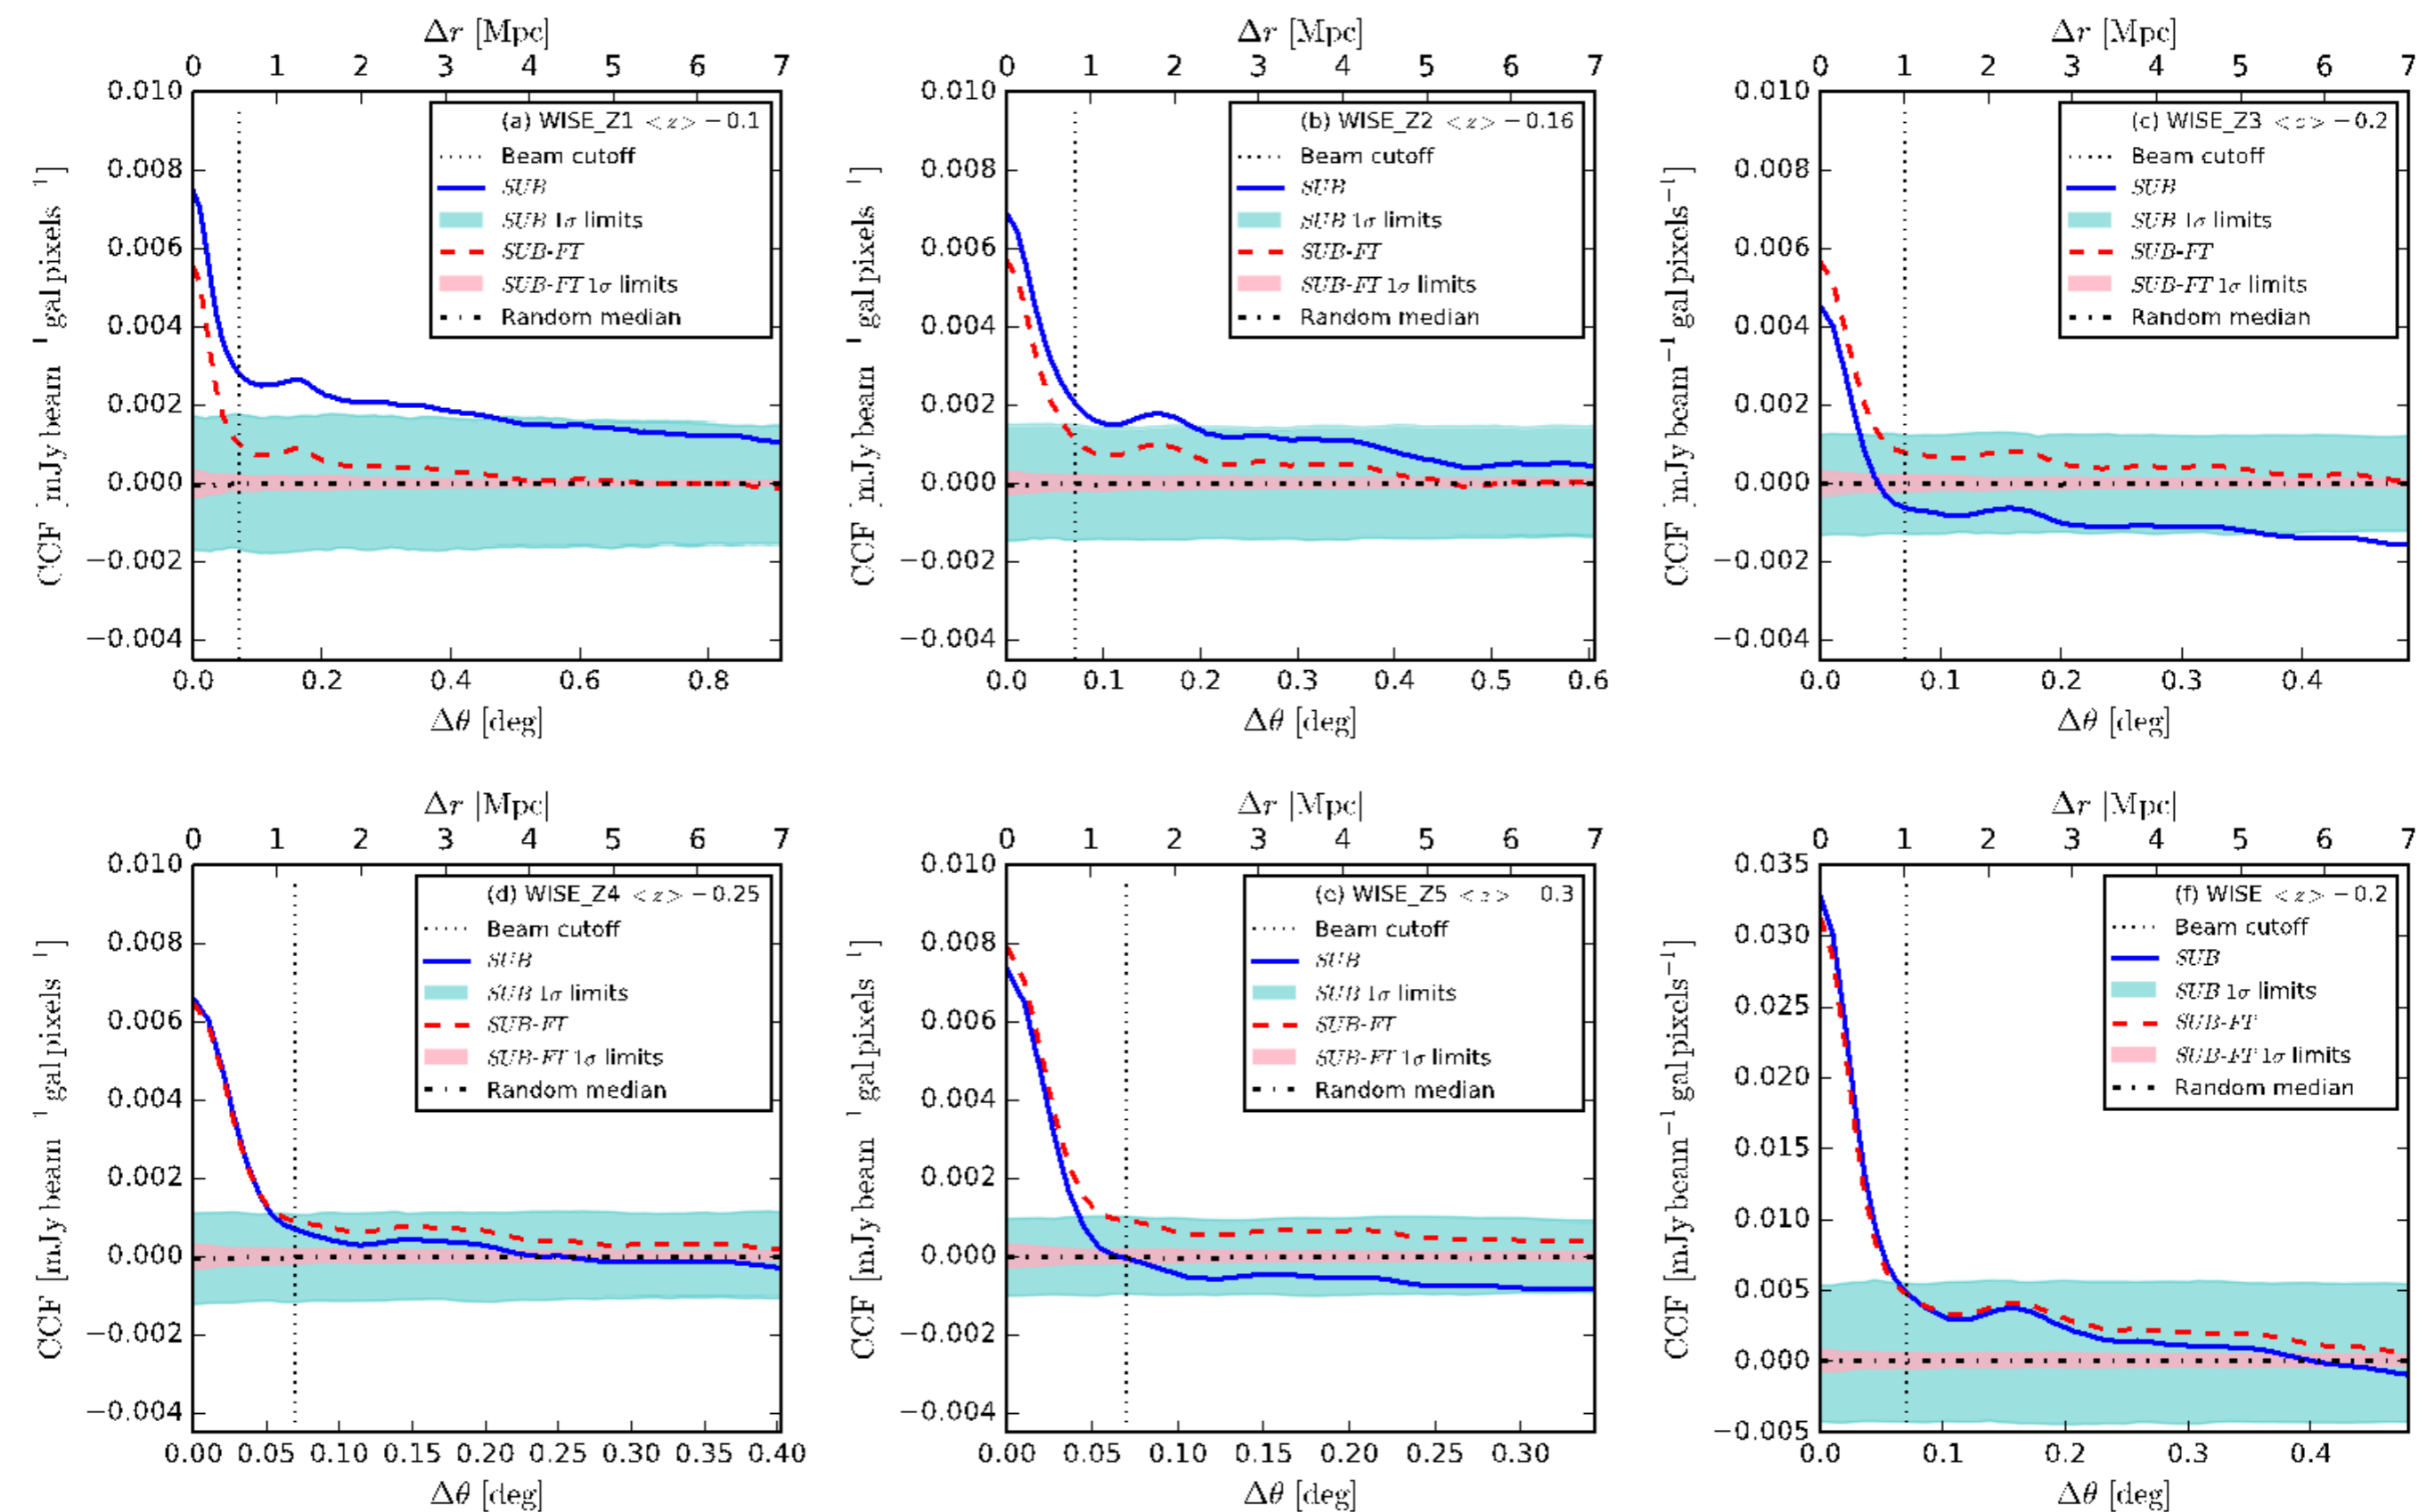 Δr [Mpc]
0 1 2 3 4 5 6 7
0.010
0.008
0.006
0.004
0.002
0.000
−0.002
−0.004
CCF [mJy beam⁻¹ gal pixels⁻¹]
(a) WISE_Z1 <z> −0.1
Beam cutoff
SUB
SUB 1σ limits
SUB-FT
SUB-FT 1σ limits
Random median
0.0 0.2 0.4 0.6 0.8
Δθ [deg]
Δr [Mpc]
0 1 2 3 4 5 6 7
0.010
0.008
0.006
0.004
0.002
0.000
−0.002
−0.004
CCF [mJy beam⁻¹ gal pixels⁻¹]
(b) WISE_Z2 <z> −0.16
Beam cutoff
SUB
SUB 1σ limits
SUB-FT
SUB-FT 1σ limits
Random median
0.0 0.1 0.2 0.3 0.4 0.5 0.6
Δθ [deg]
Δr [Mpc]
0 1 2 3 4 5 6 7
0.010
0.008
0.006
0.004
0.002
0.000
−0.002
−0.004
CCF [mJy beam⁻¹ gal pixels⁻¹]
(c) WISE_Z3 <z> −0.2
Beam cutoff
SUB
SUB 1σ limits
SUB-FT
SUB-FT 1σ limits
Random median
0.0 0.1 0.2 0.3 0.4
Δθ [deg]
Δr [Mpc]
0 1 2 3 4 5 6 7
0.010
0.008
0.006
0.004
0.002
0.000
−0.002
−0.004
CCF [mJy beam⁻¹ gal pixels⁻¹]
(d) WISE_Z4 <z> −0.25
Beam cutoff
SUB
SUB 1σ limits
SUB-FT
SUB-FT 1σ limits
Random median
0.00 0.05 0.10 0.15 0.20 0.25 0.30 0.35 0.40
Δθ [deg]
Δr [Mpc]
0 1 2 3 4 5 6 7
0.010
0.008
0.006
0.004
0.002
0.000
−0.002
−0.004
CCF [mJy beam⁻¹ gal pixels⁻¹]
(e) WISE_Z5 <z> 0.3
Beam cutoff
SUB
SUB 1σ limits
SUB-FT
SUB-FT 1σ limits
Random median
0.00 0.05 0.10 0.15 0.20 0.25 0.30
Δθ [deg]
Δr [Mpc]
0 1 2 3 4 5 6 7
0.035
0.030
0.025
0.020
0.015
0.010
0.005
0.000
−0.005
CCF [mJy beam⁻¹ gal pixels⁻¹]
(f) WISE <z> −0.2
Beam cutoff
SUB
SUB 1σ limits
SUB-FT
SUB-FT 1σ limits
Random median
0.0 0.1 0.2 0.3 0.4
Δθ [deg]